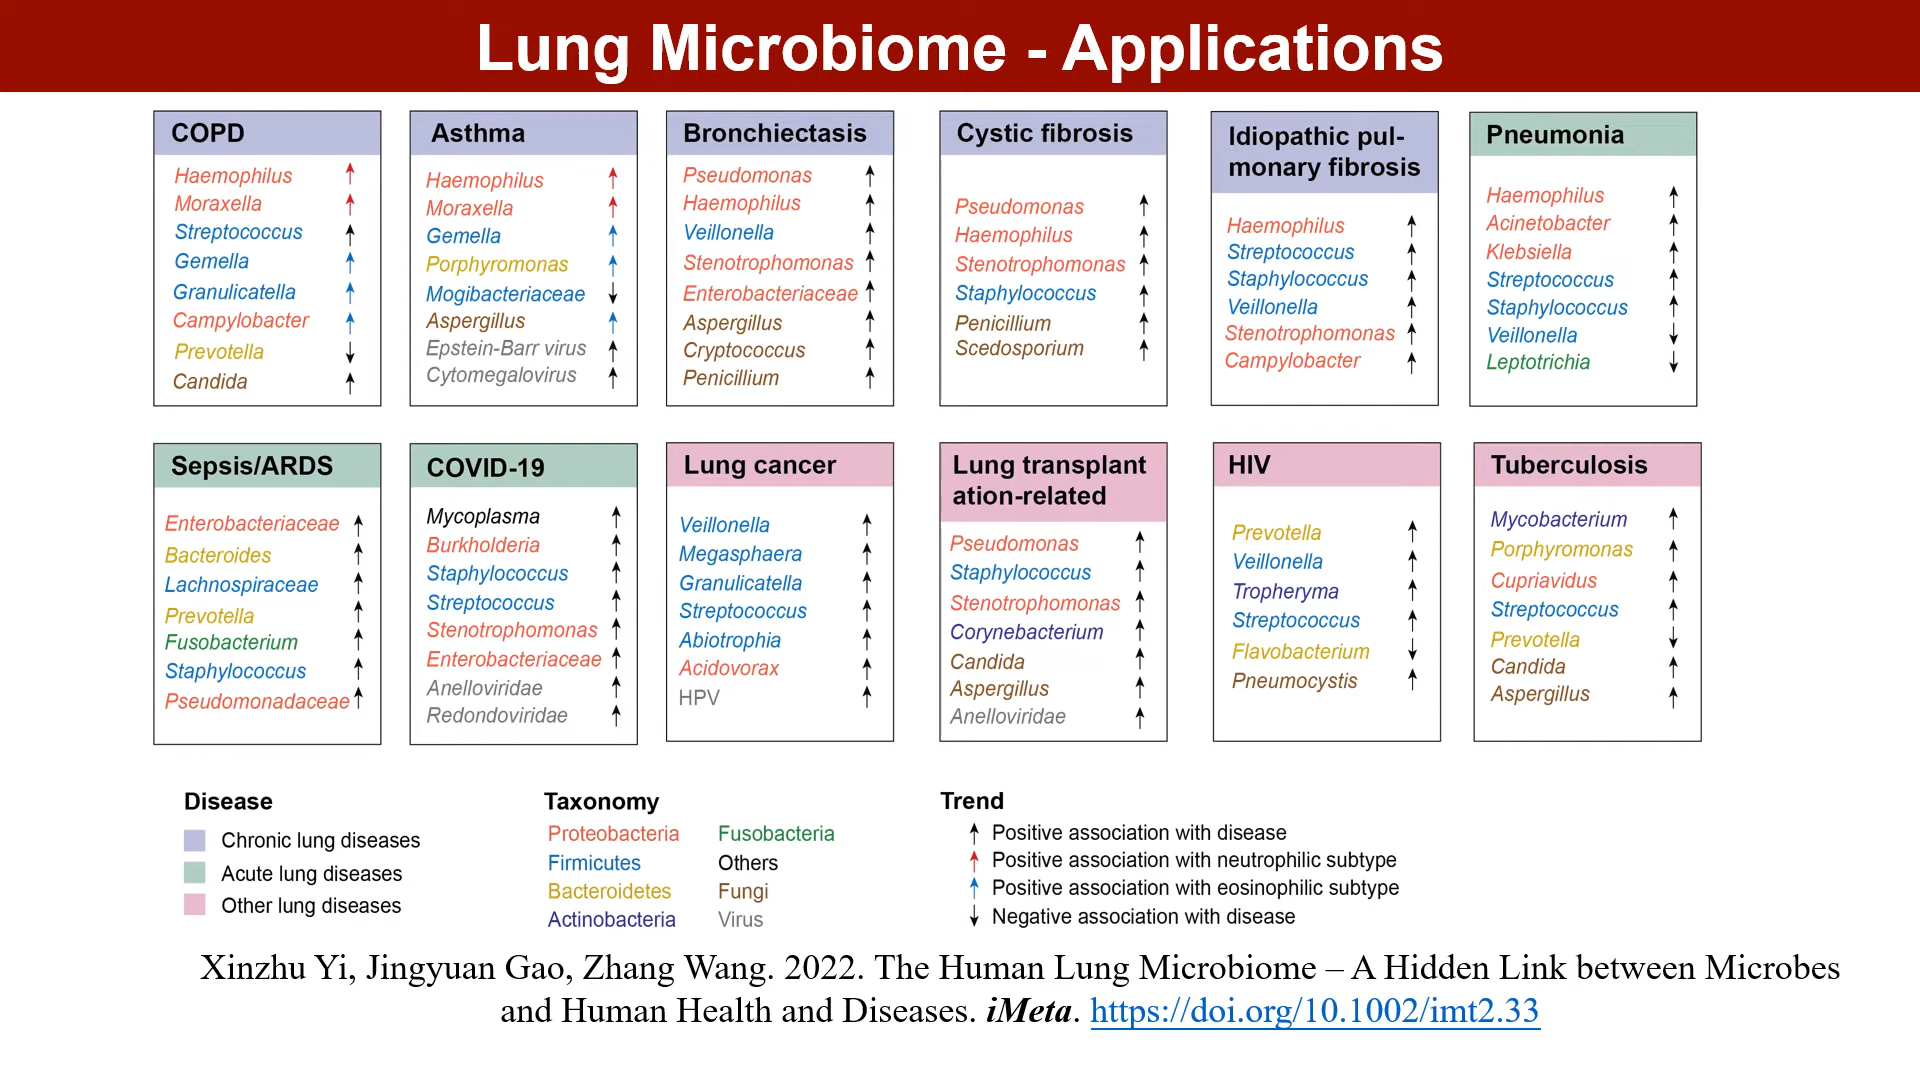 Lung Microbiome - Applications
COPD
Haemophilus ↑
Moraxella ↑
Streptococcus ↑
Gemella ↑
Granulicatella ↑
Campylobacter ↑
Prevotella ↓
Candida ↑
Asthma
Haemophilus ↑
Moraxella ↑
Gemella ↑
Porphyromonas ↑
Mogibacteriaceae ↓
Aspergillus ↑
Epstein-Barr virus ↑
Cytomegalovirus ↑
Bronchiectasis
Pseudomonas ↑
Haemophilus ↑
Veillonella ↑
Stenotrophomonas ↑
Enterobacteriaceae ↑
Aspergillus ↑
Cryptococcus ↑
Penicillium ↑
Cystic fibrosis
Pseudomonas ↑
Haemophilus ↑
Stenotrophomonas ↑
Staphylococcus ↑
Penicillium ↑
Scedosporium ↑
Idiopathic pul-
monary fibrosis
Haemophilus ↑
Streptococcus ↑
Staphylococcus ↑
Veillonella ↑
Stenotrophomonas ↑
Campylobacter ↑
Pneumonia
Haemophilus ↑
Acinetobacter ↑
Klebsiella ↑
Streptococcus ↑
Staphylococcus ↑
Veillonella ↓
Leptotrichia ↓
Sepsis/ARDS
Enterobacteriaceae ↑
Bacteroides ↑
Lachnospiraceae ↑
Prevotella ↑
Fusobacterium ↑
Staphylococcus ↑
Pseudomonadaceae ↑
COVID-19
Mycoplasma ↑
Burkholderia ↑
Staphylococcus ↑
Streptococcus ↑
Stenotrophomonas ↑
Enterobacteriaceae ↑
Anelloviridae ↑
Redondoviridae ↑
Lung cancer
Veillonella ↑
Megasphaera ↑
Granulicatella ↑
Streptococcus ↑
Abiotrophia ↑
Acidovorax ↑
HPV ↑
Lung transplant
ation-related
Pseudomonas ↑
Staphylococcus ↑
Stenotrophomonas ↑
Corynebacterium ↑
Candida ↑
Aspergillus ↑
Anelloviridae ↑
HIV
Prevotella ↑
Veillonella ↑
Tropheryma ↑
Streptococcus ↑
Flavobacterium ↓
Pneumocystis ↑
Tuberculosis
Mycobacterium ↑
Porphyromonas ↑
Cupriavidus ↑
Streptococcus ↑
Prevotella ↓
Candida ↑
Aspergillus ↑
Disease
Chronic lung diseases
Acute lung diseases
Other lung diseases
Taxonomy
Proteobacteria
Firmicutes
Bacteroidetes
Actinobacteria
Fusobacteria
Others
Fungi
Virus
Trend
↑ Positive association with disease
↑ Positive association with neutrophilic subtype
↑ Positive association with eosinophilic subtype
↓ Negative association with disease
Xinzhu Yi, Jingyuan Gao, Zhang Wang. 2022. The Human Lung Microbiome – A Hidden Link between Microbes
and Human Health and Diseases. iMeta. https://doi.org/10.1002/imt2.33